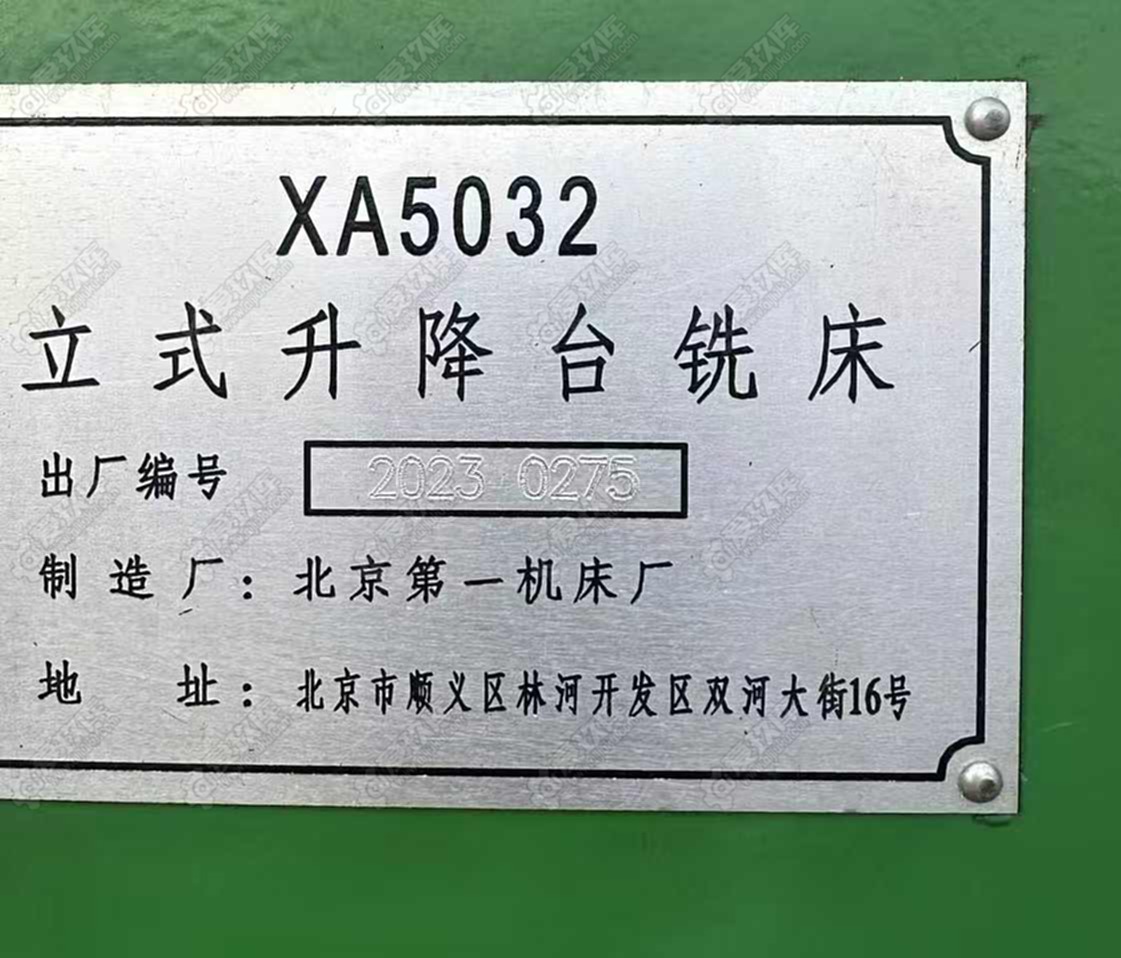 XA5032
立式升降台铣床
出厂编号 2023 0275
制造厂：北京第一机床厂
地址：北京市顺义区林河开发区双河大街16号